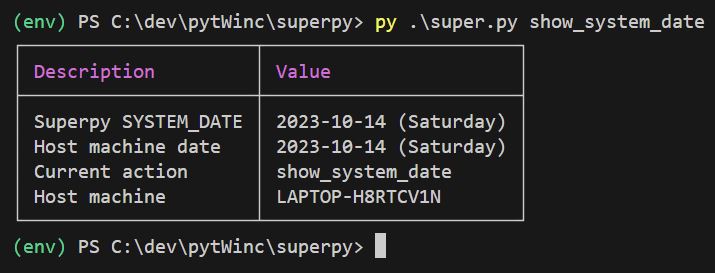 (env) PS C:\dev\pytWinc\superpy> py .\super.py show_system_date
Description Value
Superpy SYSTEM_DATE 2023-10-14 (Saturday)
Host machine date 2023-10-14 (Saturday)
Current action show_system_date
Host machine LAPTOP-H8RTCV1N
(env) PS C:\dev\pytWinc\superpy>